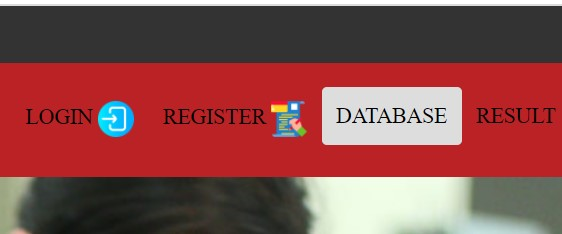 LOGIN REGISTER DATABASE RESULT